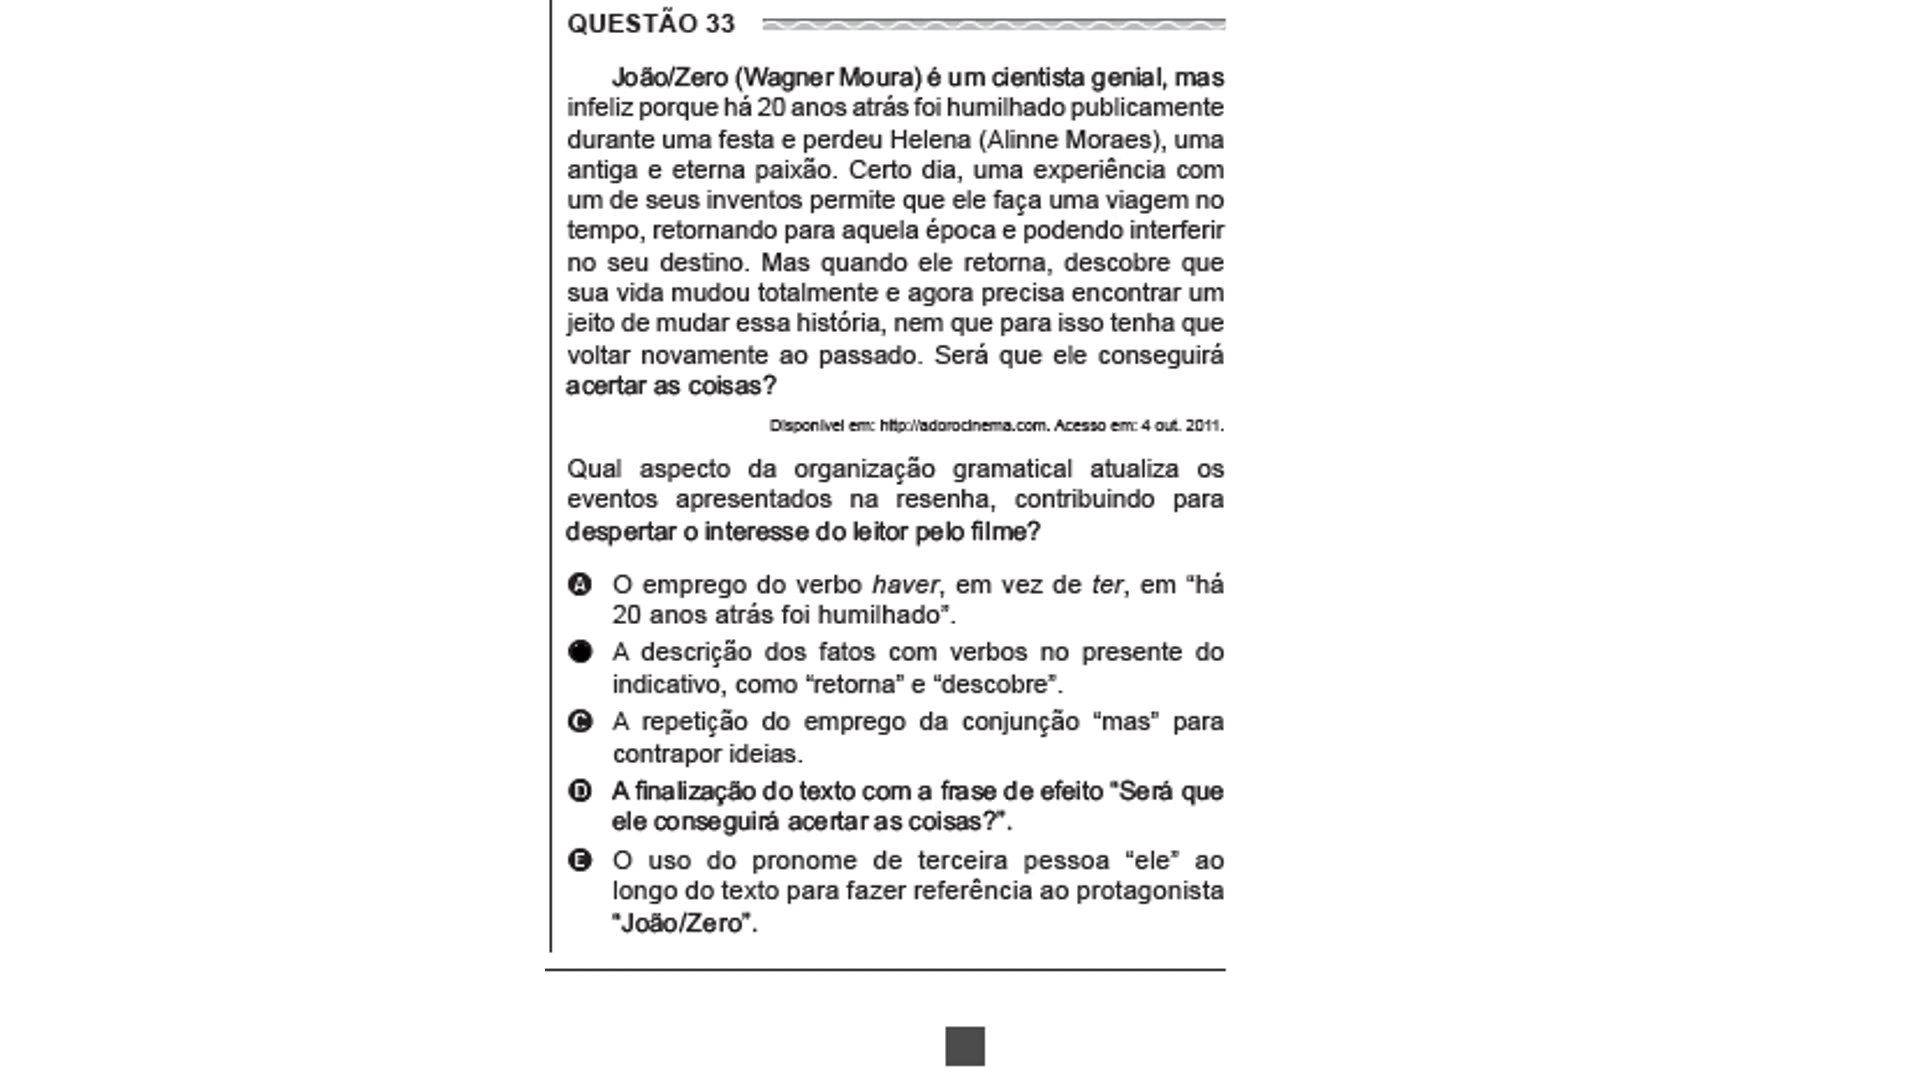 QUESTÃO 33
João/Zero (Wagner Moura) é um cientista genial, mas
infeliz porque há 20 anos atrás foi humilhado publicamente
durante uma festa e perdeu Helena (Alinne Moraes), uma
antiga e eterna paixão. Certo dia, uma experiência com
um de seus inventos permite que ele faça uma viagem no
tempo, retornando para aquela época e podendo interferir
no seu destino. Mas quando ele retorna, descobre que
sua vida mudou totalmente e agora precisa encontrar um
jeito de mudar essa história, nem que para isso tenha que
voltar novamente ao passado. Será que ele conseguirá
acertar as coisas?
Disponível em: http://adorocinema.com. Acesso em: 4 out. 2011.
Qual aspecto da organização gramatical atualiza os
eventos apresentados na resenha, contribuindo para
despertar o interesse do leitor pelo filme?
A O emprego do verbo haver, em vez de ter, em “há
20 anos atrás foi humilhado”.
A descrição dos fatos com verbos no presente do
indicativo, como “retorna” e “descobre”.
C A repetição do emprego da conjunção “mas” para
contrapor ideias.
D A finalização do texto com a frase de efeito “Será que
ele conseguirá acertar as coisas?”.
E O uso do pronome de terceira pessoa “ele” ao
longo do texto para fazer referência ao protagonista
“João/Zero”.